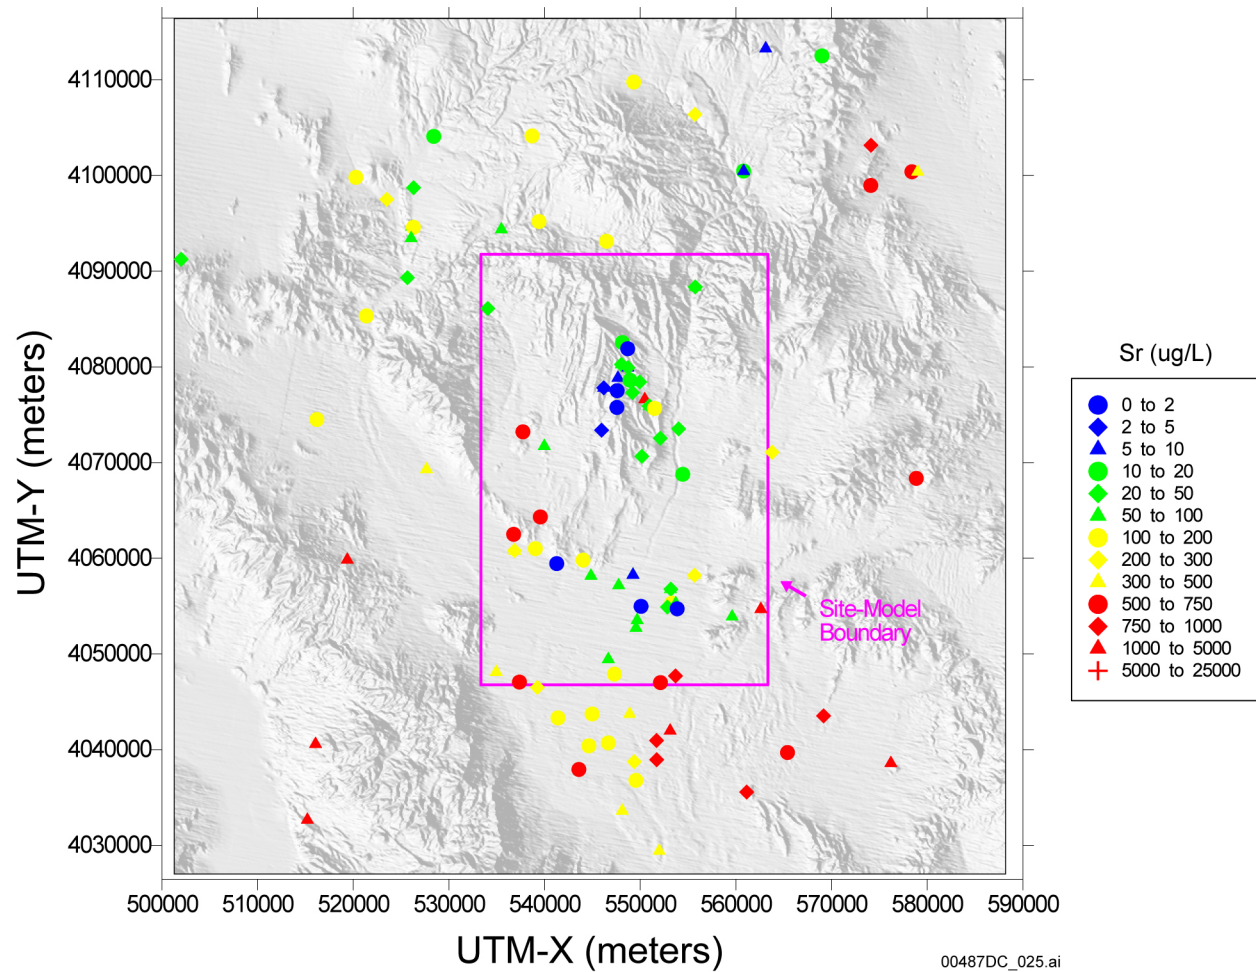 4110000
4100000
4090000
4080000
4070000
4060000
4050000
4040000
4030000
UTM-Y (meters)
500000 510000 520000 530000 540000 550000 560000 570000 580000 590000
UTM-X (meters)
Site-Model
Boundary
Sr (ug/L)
0 to 2
2 to 5
5 to 10
10 to 20
20 to 50
50 to 100
100 to 200
200 to 300
300 to 500
500 to 750
750 to 1000
1000 to 5000
5000 to 25000
00487DC_025.ai